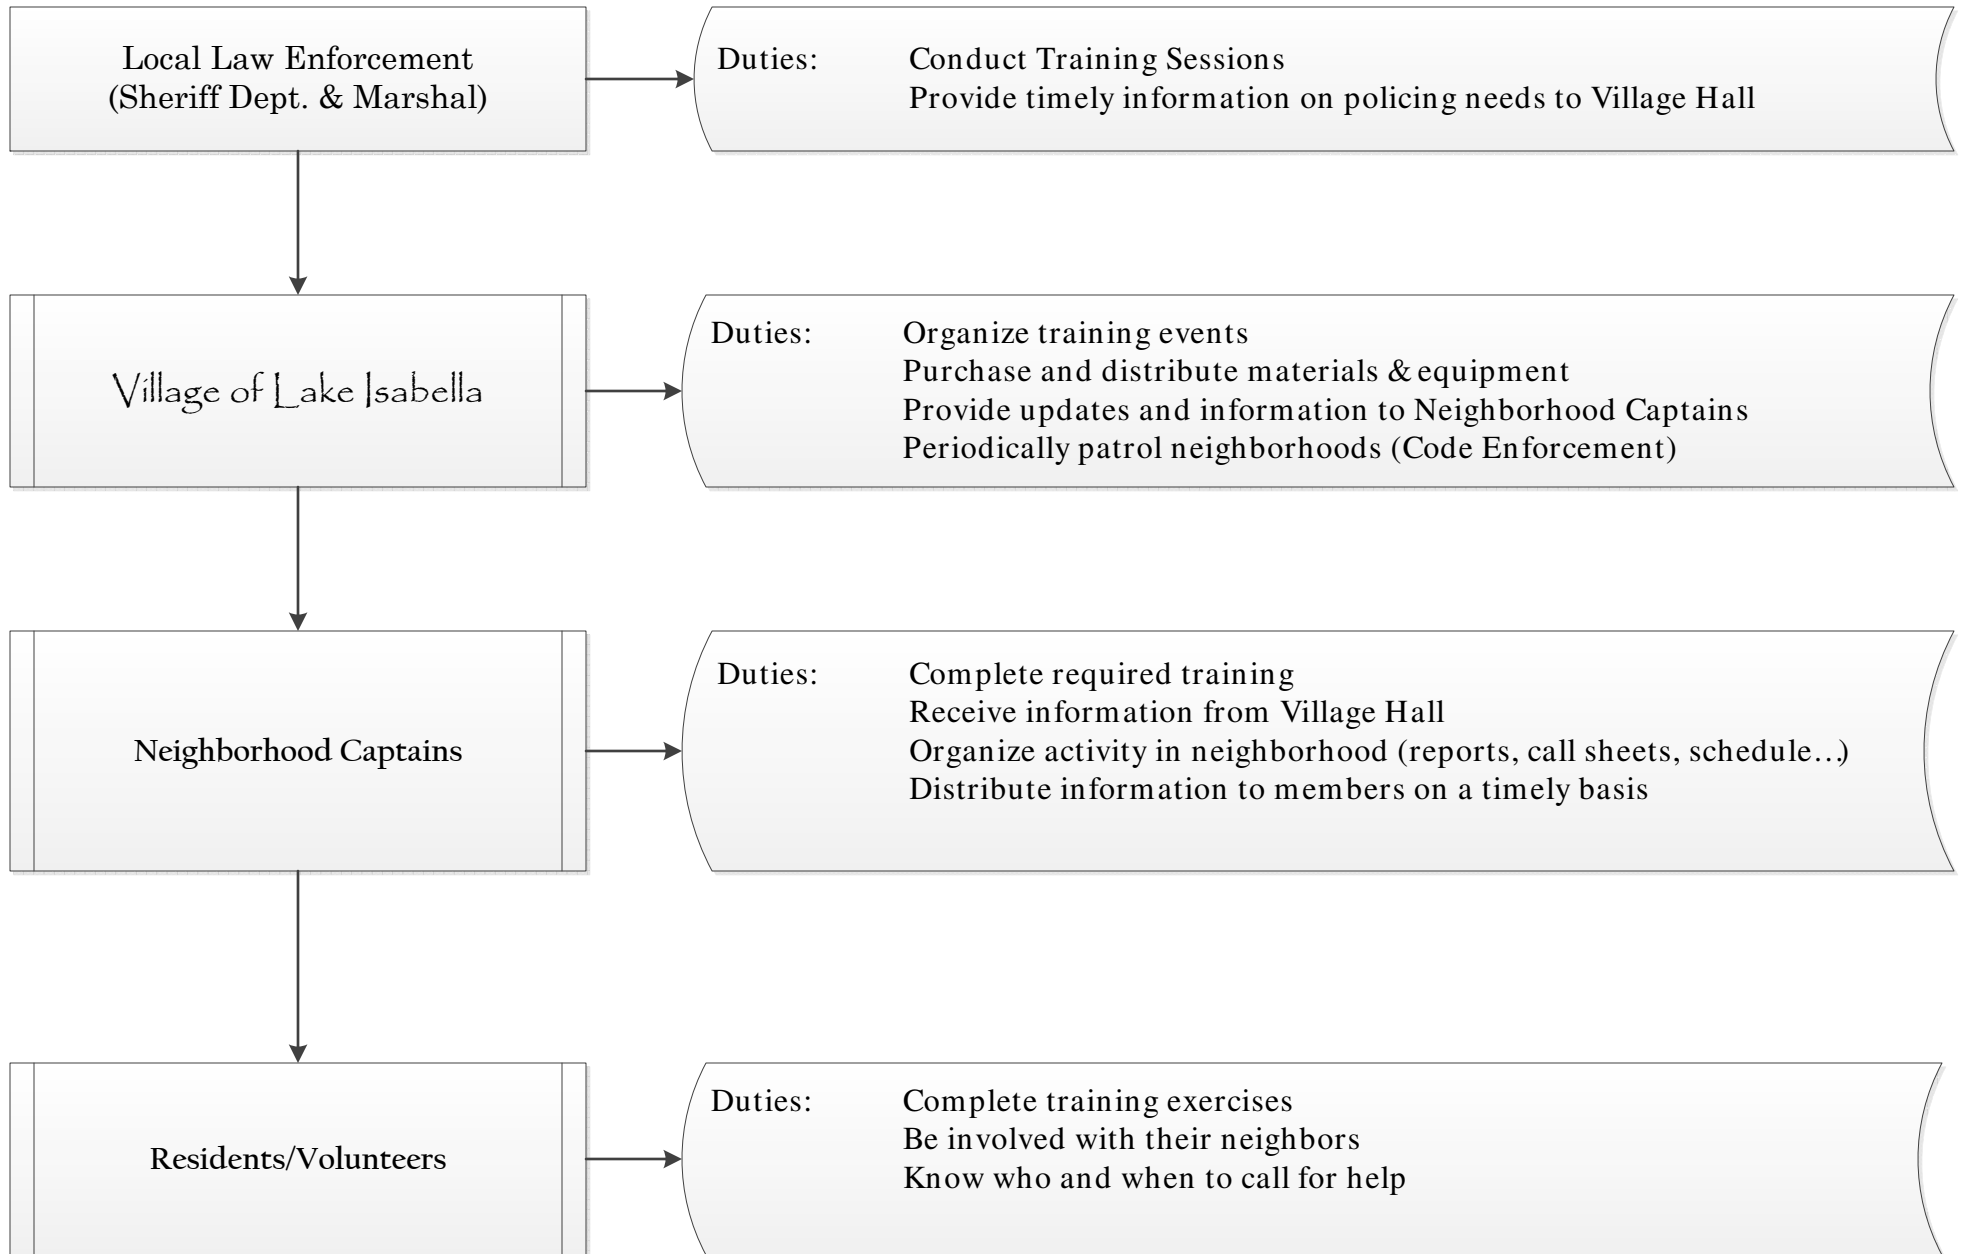 Local Law Enforcement
(Sheriff Dept. & Marshal)
Duties: Conduct Training Sessions
Provide timely information on policing needs to Village Hall
Village of Lake Isabella
Duties: Organize training events
Purchase and distribute materials & equipment
Provide updates and information to Neighborhood Captains
Periodically patrol neighborhoods (Code Enforcement)
Neighborhood Captains
Duties: Complete required training
Receive information from Village Hall
Organize activity in neighborhood (reports, call sheets, schedule…)
Distribute information to members on a timely basis
Residents/Volunteers
Duties: Complete training exercises
Be involved with their neighbors
Know who and when to call for help